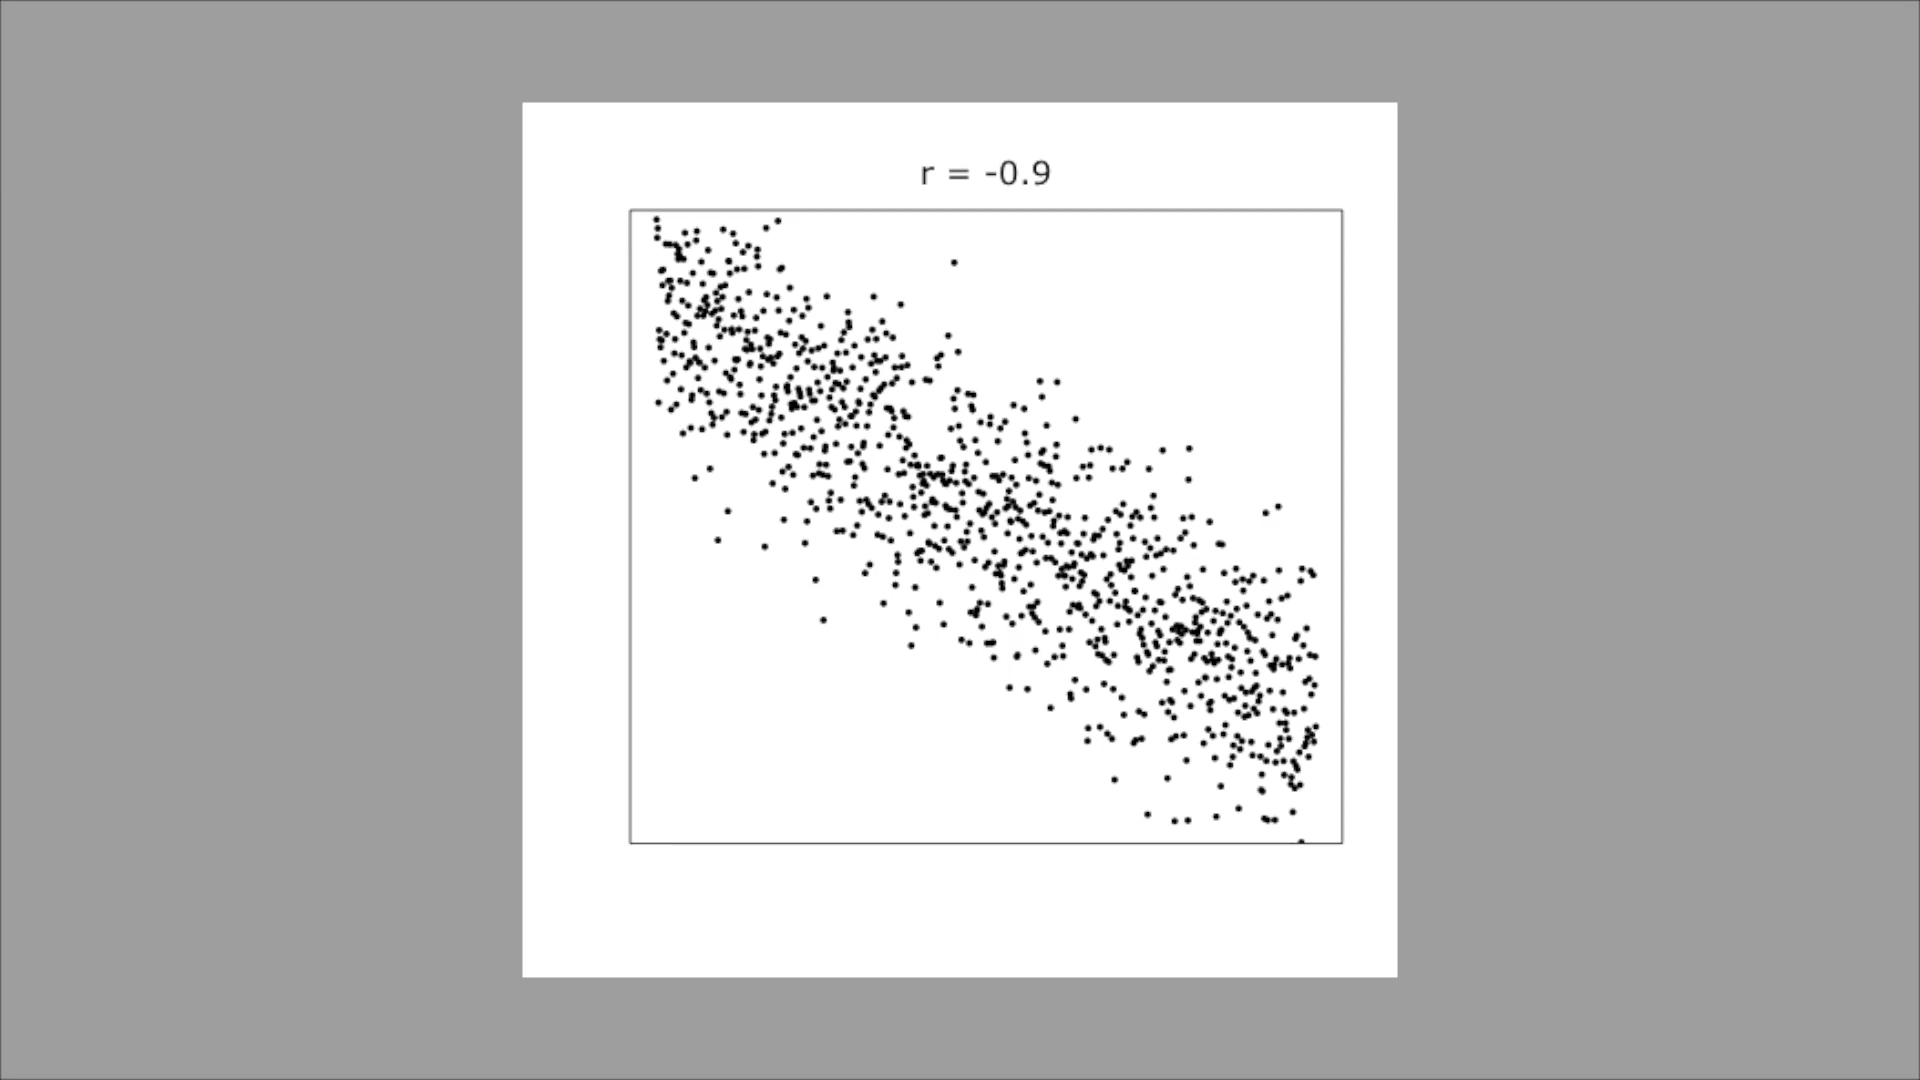 r = -0.9